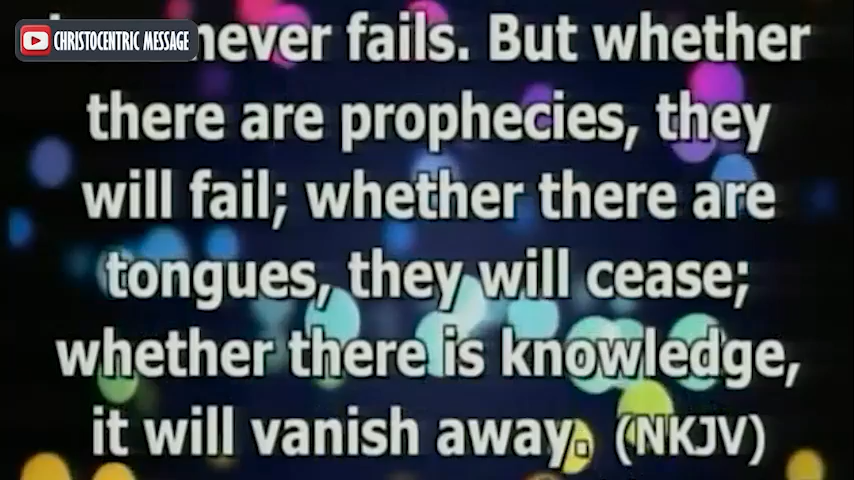 CHRISTOCENTRIC MESSAGE
never fails. But whether
there are prophecies, they
will fail; whether there are
tongues, they will cease;
whether there is knowledge,
it will vanish away. (NKJV)